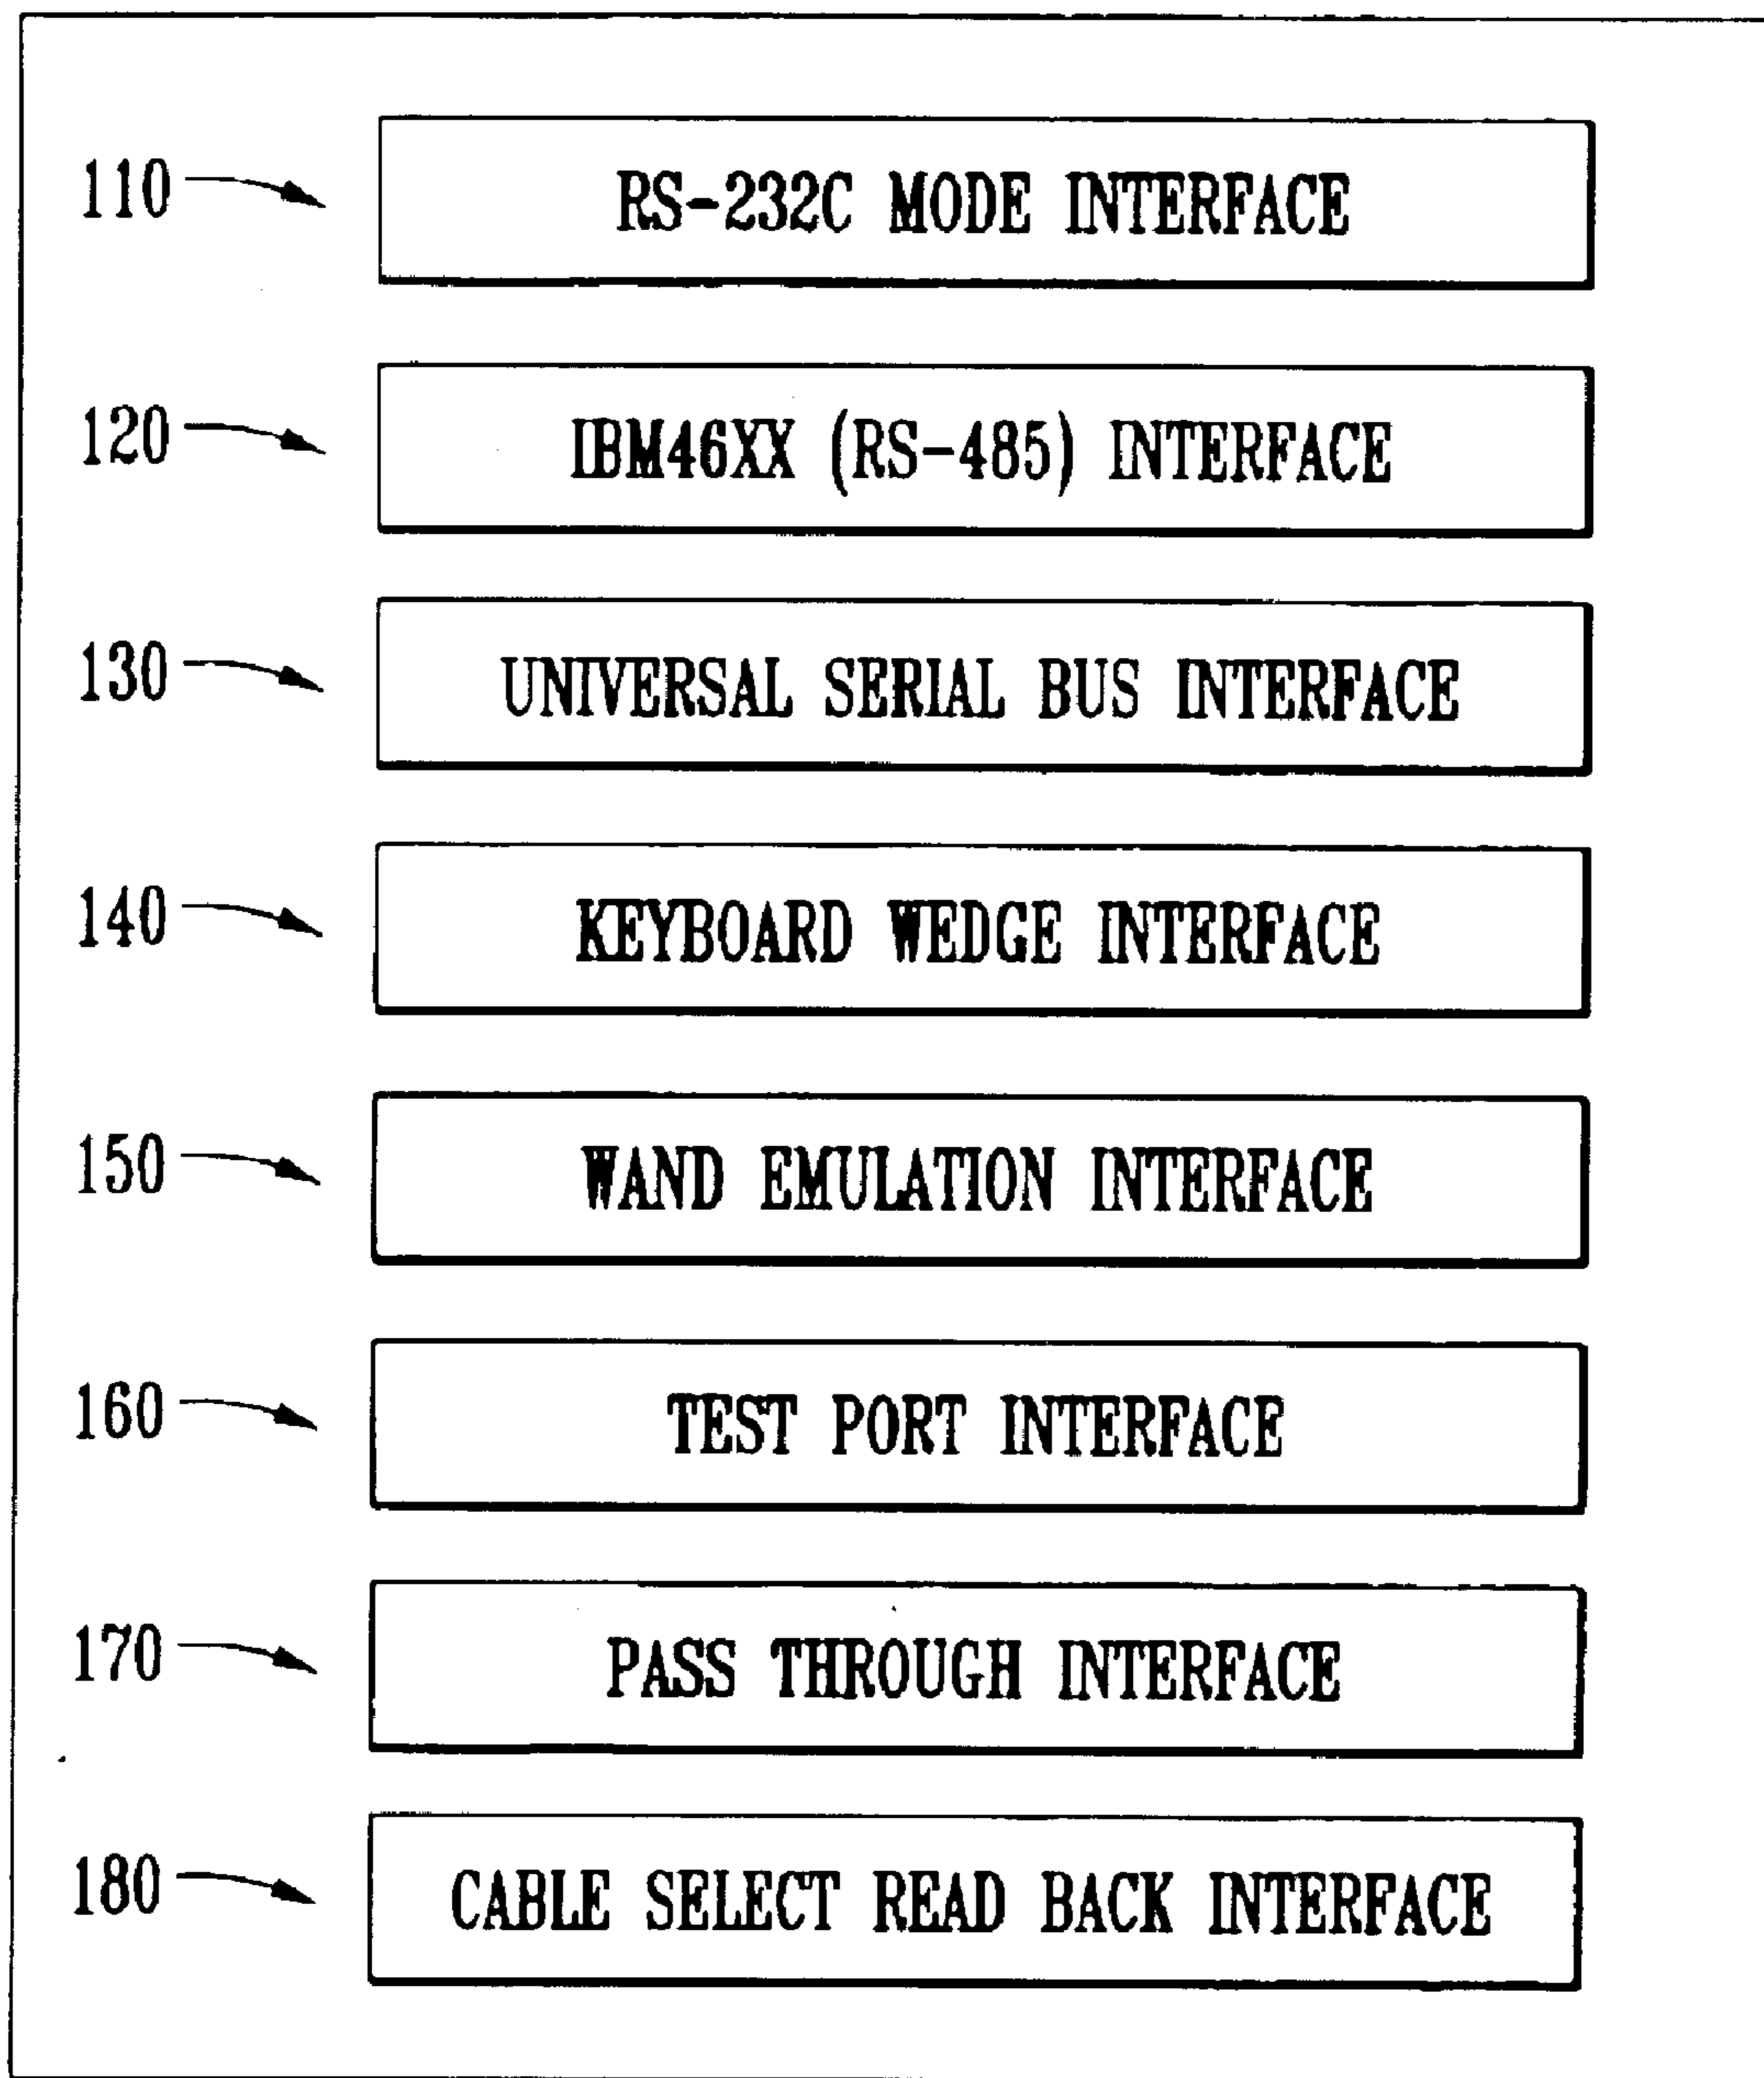 110 RS-232C MODE INTERFACE
120 IBM46XX (RS-485) INTERFACE
130 UNIVERSAL SERIAL BUS INTERFACE
140 KEYBOARD WEDGE INTERFACE
150 WAND EMULATION INTERFACE
160 TEST PORT INTERFACE
170 PASS THROUGH INTERFACE
180 CABLE SELECT READ BACK INTERFACE